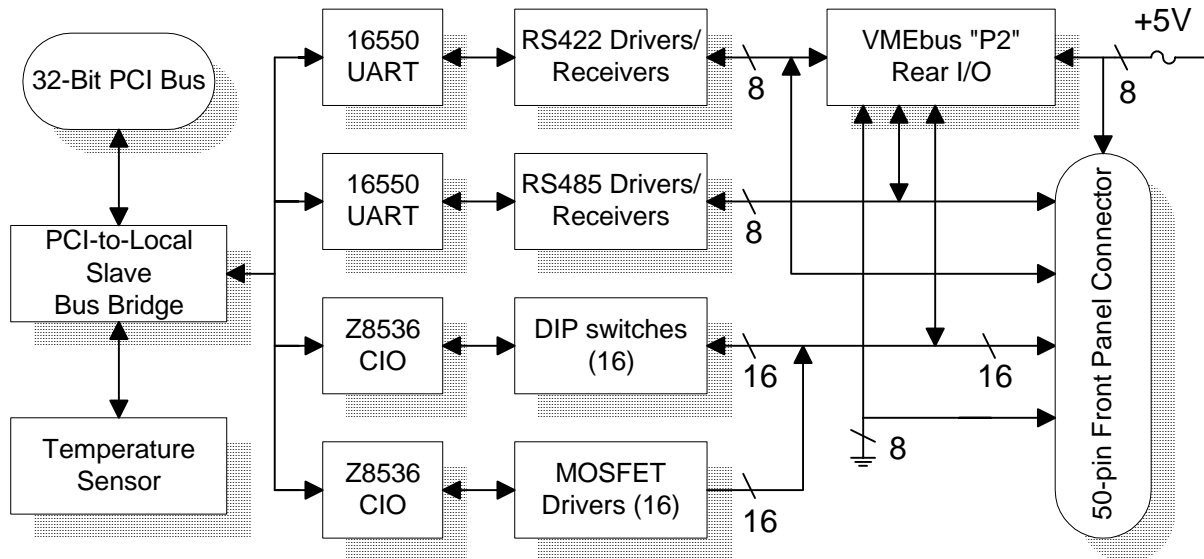 +5V
16550
UART
RS422 Drivers/
Receivers
8
VMEbus "P2"
Rear I/O
8
32-Bit PCI Bus
16550
UART
RS485 Drivers/
Receivers
8
PCI-to-Local
Slave
Bus Bridge
Z8536
CIO
DIP switches
(16)
16
16
50-pin Front Panel Connector
Temperature
Sensor
Z8536
CIO
MOSFET
Drivers (16)
16
8